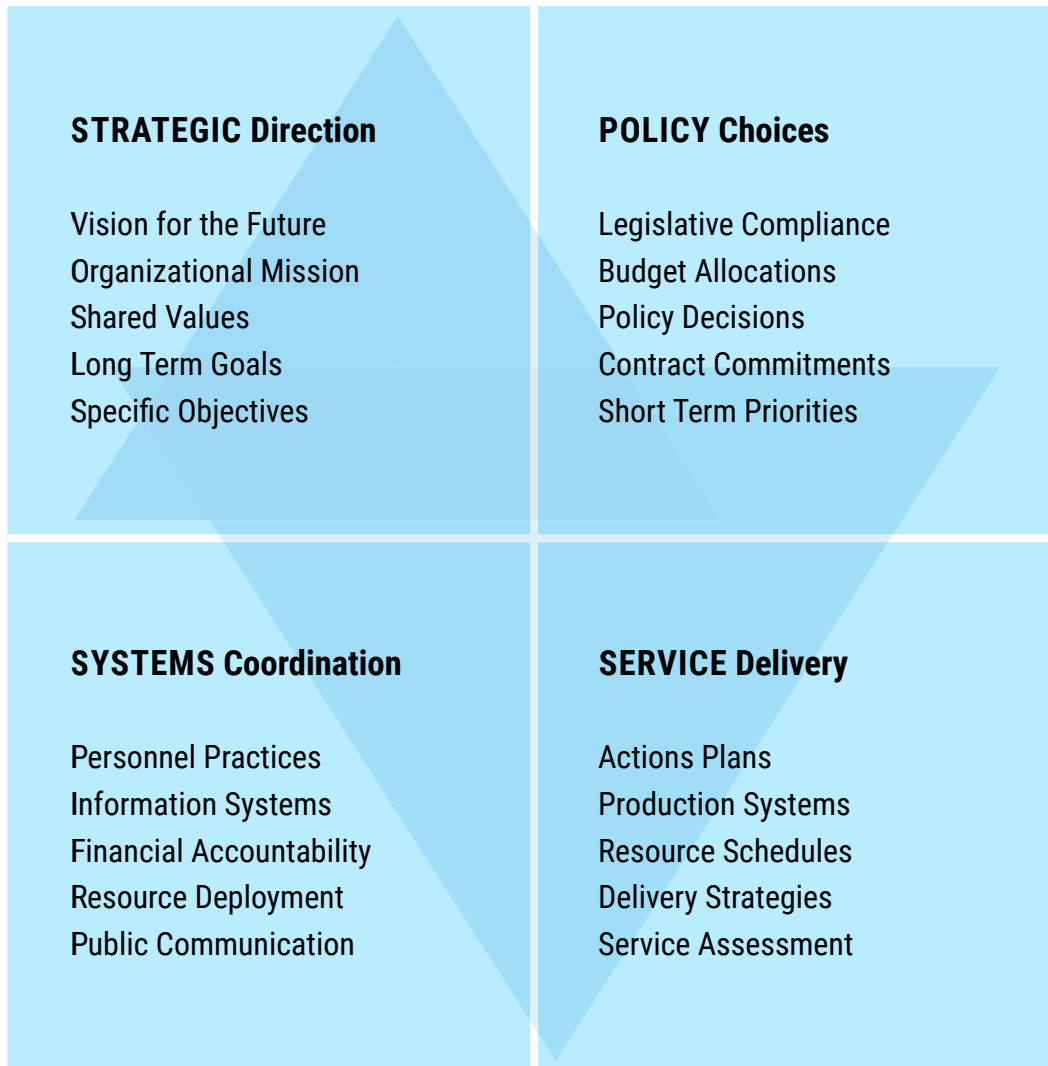 STRATEGIC Direction
Vision for the Future
Organizational Mission
Shared Values
Long Term Goals
Specific Objectives
POLICY Choices
Legislative Compliance
Budget Allocations
Policy Decisions
Contract Commitments
Short Term Priorities
SYSTEMS Coordination
Personnel Practices
Information Systems
Financial Accountability
Resource Deployment
Public Communication
SERVICE Delivery
Actions Plans
Production Systems
Resource Schedules
Delivery Strategies
Service Assessment